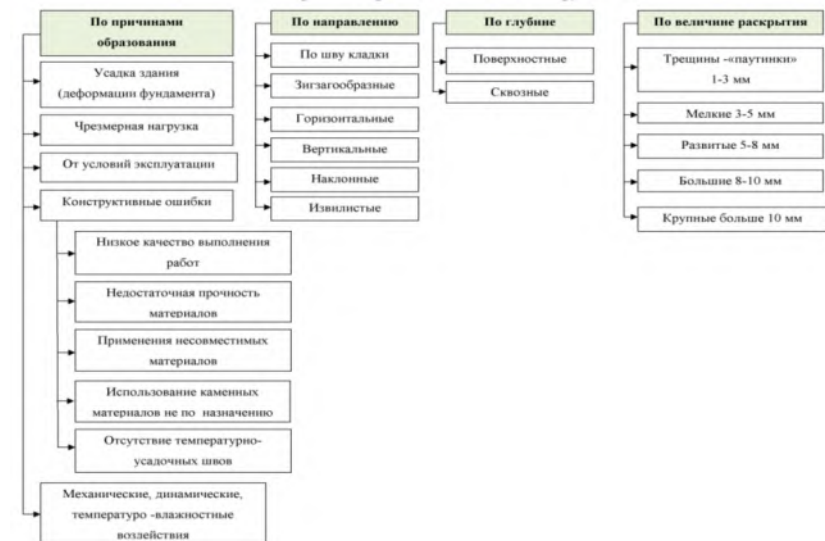 По причинами
образования
Усадка здания
(деформации фундамента)
Чрезмерная нагрузка
От условий эксплуатации
Конструктивные ошибки
Низкое качество выполнения
работ
Недостаточная прочность
материалов
Применения несовместимых
материалов
Использование каменных
материалов не по назначению
Отсутствие температурно-
усадочных швов
Механические, динамические,
температуро -влажностные
воздействия
По направлению
По шву кладки
Зигзагообразные
Горизонтальные
Вертикальные
Наклонные
Извилистые
По глубине
Поверхностные
Сквозные
По величине раскрытия
Трещины -«паутинки»
1-3 мм
Мелкие 3-5 мм
Развитые 5-8 мм
Большие 8-10 мм
Крупные больше 10 мм